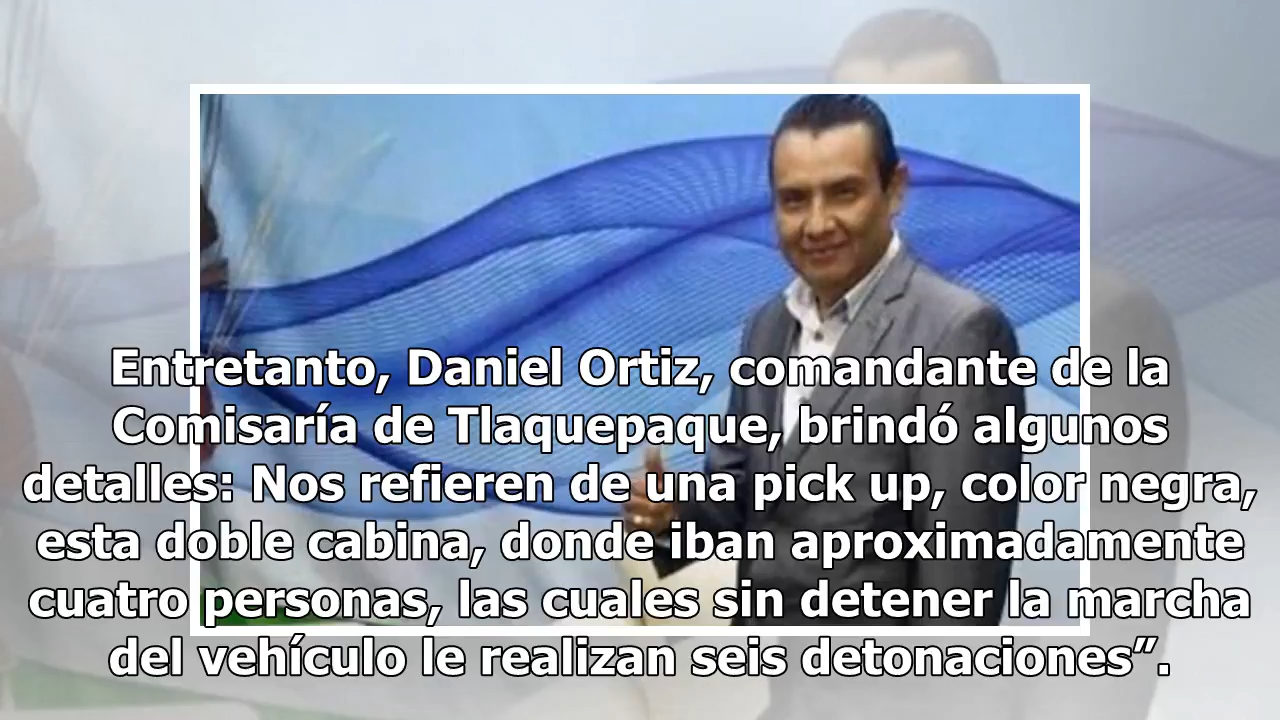 Entretanto, Daniel Ortiz, comandante de la
Comisaría de Tlaquepaque, brindó algunos
detalles: Nos refieren de una pick up, color negra,
esta doble cabina, donde iban aproximadamente
cuatro personas, las cuales sin detener la marcha
del vehículo le realizan seis detonaciones”.